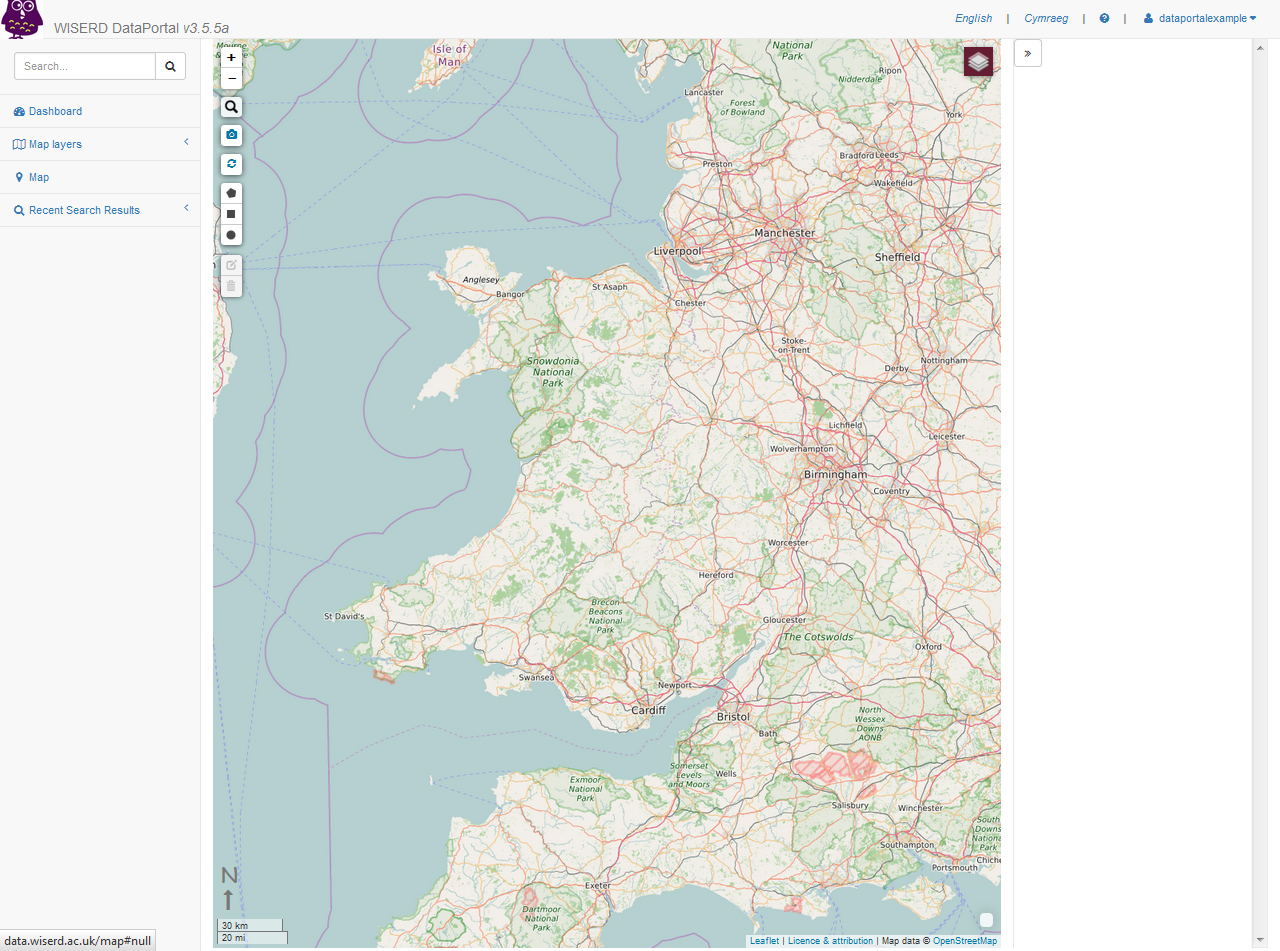 WISERD DataPortal v3.5.5a
English | Cymraeg | | dataportalexample
Search...
Dashboard
Map layers
Map
Recent Search Results
+
−
»
Isle of
Man
National
Park
Ripon
Nidderdale
Lancaster
Forest
of Bowland
York
Preston
Bradford
Leeds
Wakefield
Manchester
Liverpool
Sheffield
Anglesey
Bangor
St Asaph
Chester
Stoke-
on-Trent
Snowdonia
National
Park
Nottingham
Derby
Lichfield
Leicester
Wolverhampton
Birmingham
Coventry
Worcester
Hereford
Brecon
Beacons
National
Park
St David's
Gloucester
The Cotswolds
Oxford
Swansea
Newport
Cardiff
Bristol
North
Wessex
Downs
AONB
Bath
Somerset
Levels
and Moors
Wells
Exmoor
National
Park
Salisbury
Winchester
South
Downs
Nationa
Park
Southampton
Chiche
Portsmouth
Exeter
Dartmoor
National
Park
N
30 km
20 mi
data.wiserd.ac.uk/map#null
Leaflet | Licence & attribution | Map data © OpenStreetMap